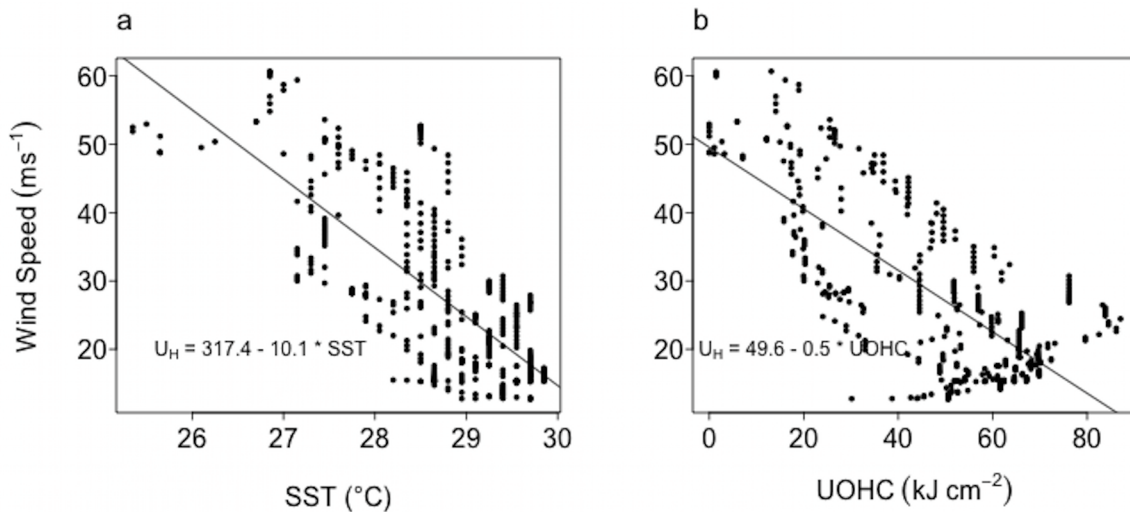 a
60
50
40
30
20
Wind Speed (ms⁻¹)
U_H = 317.4 - 10.1 * SST
26 27 28 29 30
SST (°C)
b
60
50
40
30
20
U_H = 49.6 - 0.5 * UOHC
0 20 40 60 80
UOHC (kJ cm⁻²)